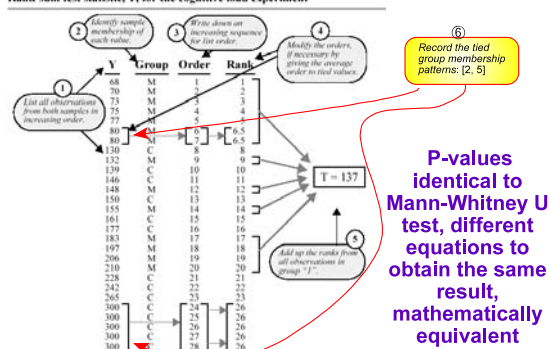 Rank-sum test statistic, T, for the cognitive load experiment
2
Identify sample
membership of
each value.
3
Write down an
increasing sequence
for list order.
4
Modify the orders,
if necessary by
giving the average
order to tied values.
⑥
Record the tied
group membership
patterns: [2, 5]
1
List all observations
from both samples in
increasing order.
Y Group Order Rank
68 M 1 1
70 M 2 2
73 M 3 3
75 M 4 4
77 M 5 5
80 M 6 6.5
80 M 7 6.5
130 C 8 8
132 M 9 9
139 C 10 10
146 C 11 11
148 M 12 12
150 C 13 13
155 M 14 14
161 C 15 15
177 C 16 16
183 M 17 17
197 M 18 18
206 M 19 19
210 M 20 20
228 C 21 21
242 C 22 22
265 C 23 23
300 C 24 26
300 C 25 26
300 C 26 26
300 C 27 26
300 C 28 26
T = 137
5
Add up the ranks from
all observations in
group "1".
P-values
identical to
Mann-Whitney U
test, different
equations to
obtain the same
result,
mathematically
equivalent